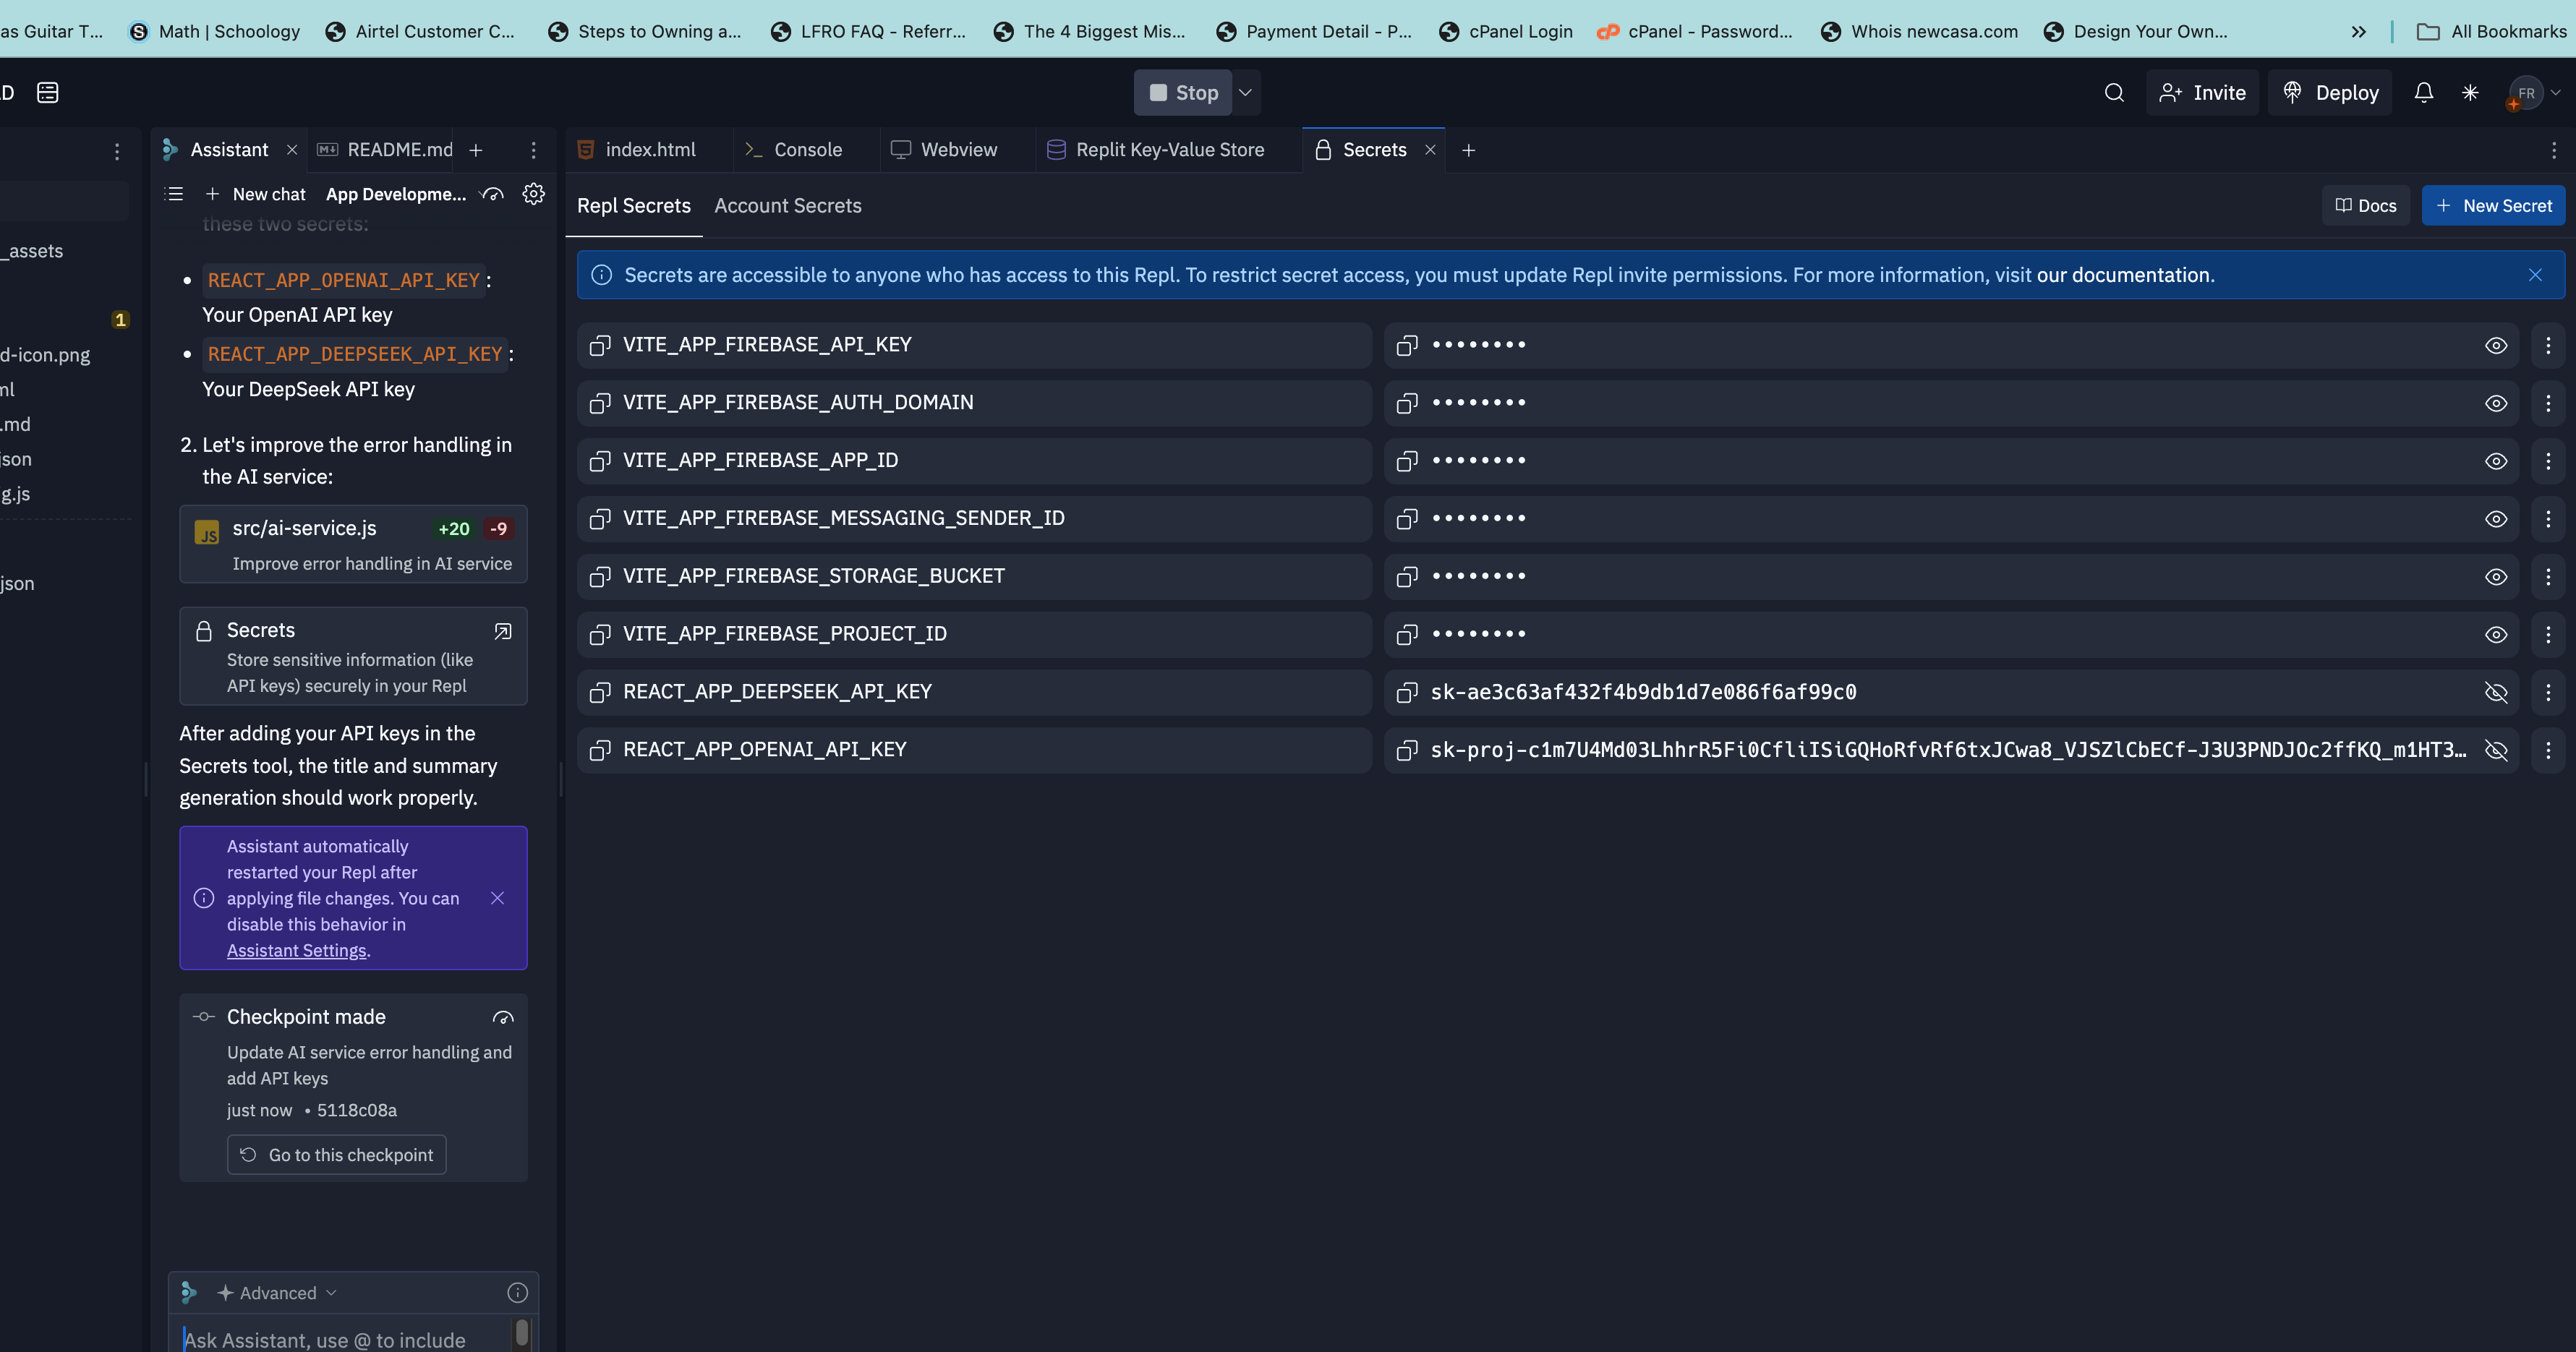 as Guitar T...
Math | Schoology
Airtel Customer C...
Steps to Owning a...
LFRO FAQ - Referr...
The 4 Biggest Mis...
Payment Detail - P...
cPanel Login
cPanel - Password...
Whois newcasa.com
Design Your Own...
All Bookmarks
D
Stop
Invite
Deploy
FR
_assets
1
d-icon.png
ml
.md
json
g.js
json
Assistant
README.md
New chat
App Developme...
these two secrets:
• REACT_APP_OPENAI_API_KEY:
Your OpenAI API key
• REACT_APP_DEEPSEEK_API_KEY:
Your DeepSeek API key
2. Let's improve the error handling in
the AI service:
JS
src/ai-service.js +20 -9
Improve error handling in AI service
Secrets
Store sensitive information (like
API keys) securely in your Repl
After adding your API keys in the
Secrets tool, the title and summary
generation should work properly.
Assistant automatically
restarted your Repl after
applying file changes. You can
disable this behavior in
Assistant Settings.
Checkpoint made
Update AI service error handling and
add API keys
just now • 5118c08a
Go to this checkpoint
Advanced
Ask Assistant, use @ to include
index.html
Console
Webview
Replit Key-Value Store
Secrets
Repl Secrets
Account Secrets
Docs
New Secret
Secrets are accessible to anyone who has access to this Repl. To restrict secret access, you must update Repl invite permissions. For more information, visit our documentation.
VITE_APP_FIREBASE_API_KEY ••••••••
VITE_APP_FIREBASE_AUTH_DOMAIN ••••••••
VITE_APP_FIREBASE_APP_ID ••••••••
VITE_APP_FIREBASE_MESSAGING_SENDER_ID ••••••••
VITE_APP_FIREBASE_STORAGE_BUCKET ••••••••
VITE_APP_FIREBASE_PROJECT_ID ••••••••
REACT_APP_DEEPSEEK_API_KEY sk-ae3c63af432f4b9db1d7e086f6af99c0
REACT_APP_OPENAI_API_KEY sk-proj-c1m7U4Md03LhhrR5Fi0CfliISiGQHoRfvRf6txJCwa8_VJSZlCbECf-J3U3PNDJOc2ffKQ_m1HT3...